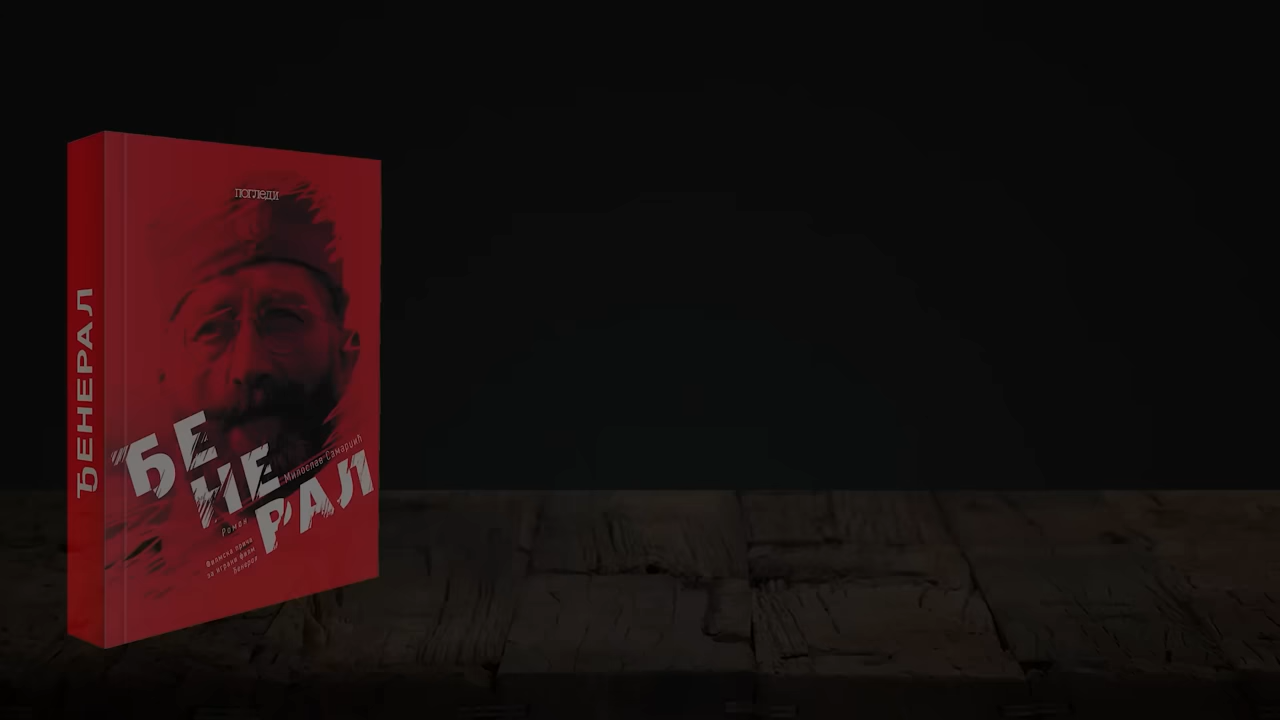 ЂЕНЕРАЛ
погледи
ЂЕ
НЕ
РАЛ
Милослав Самарџић
Роман
Филмска прича
за играни филм
Ђенерал